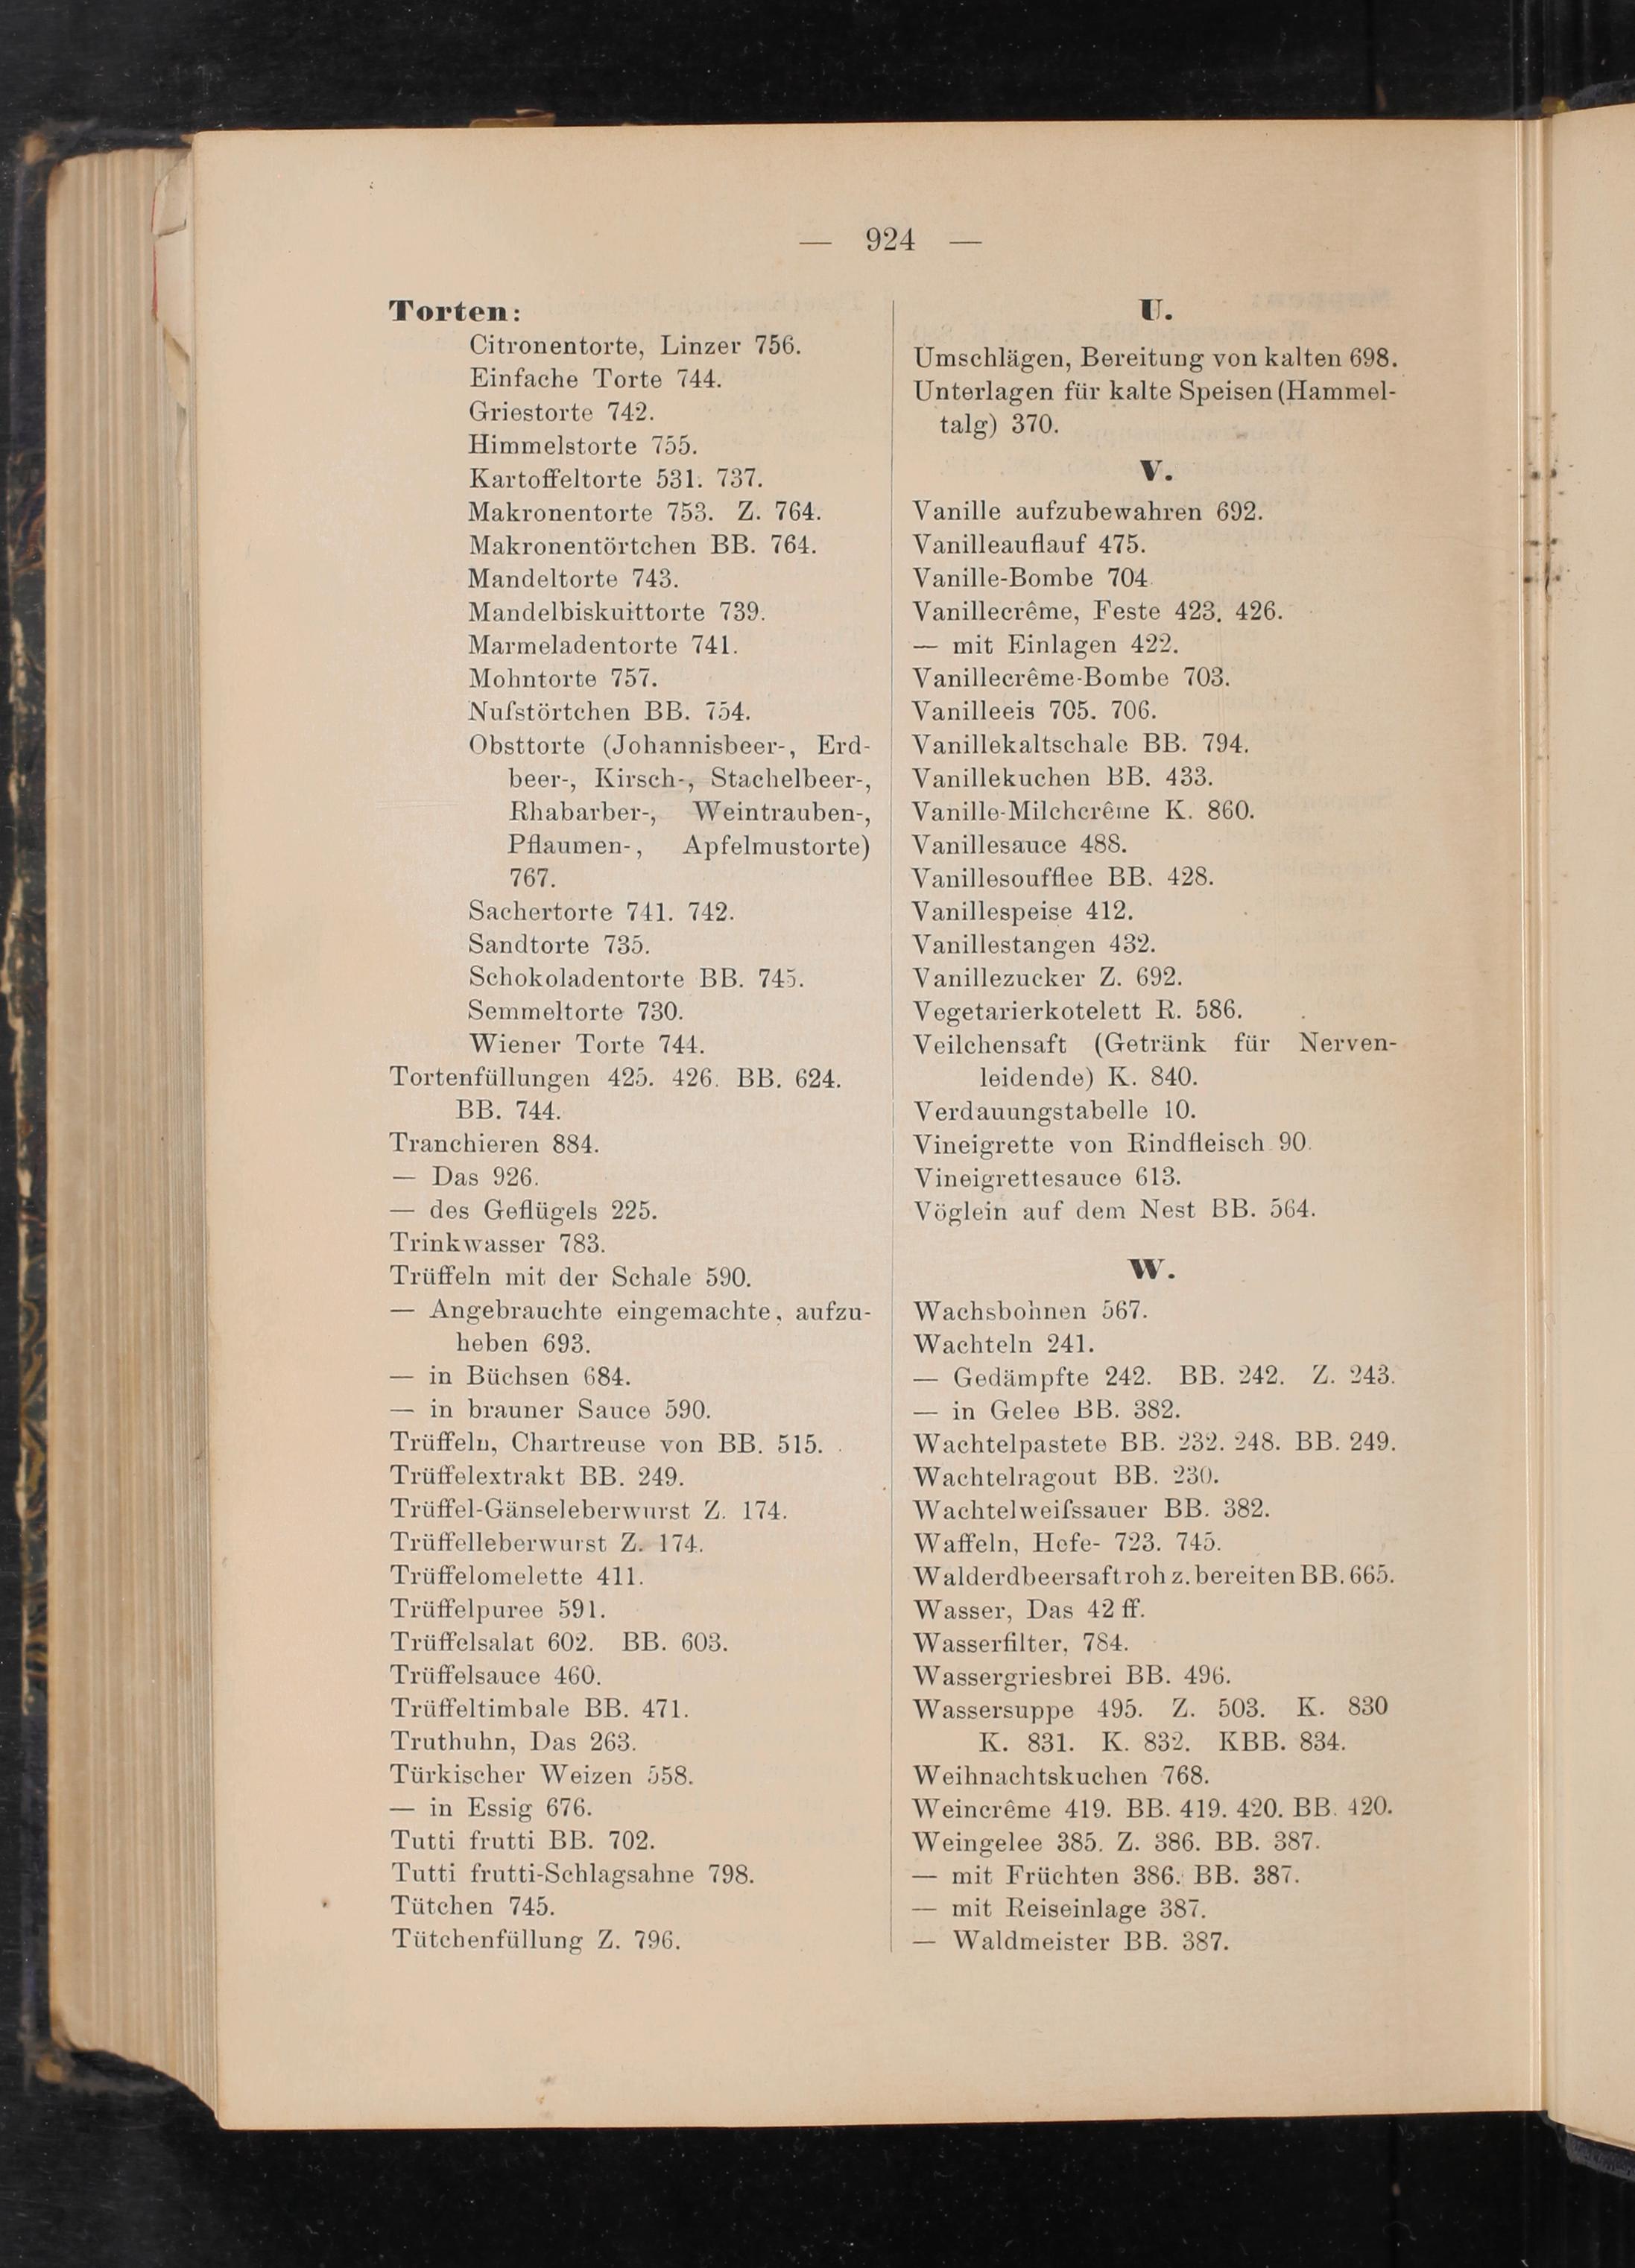 — 924 —
Torten:
Citronentorte, Linzer 756.
Einfache Torte 744.
Griestorte 742.
Himmelstorte 755.
Kartoffeltorte 531. 737.
Makronentorte 753. Z. 764.
Makronentörtchen BB. 764.
Mandeltorte 743.
Mandelbiskuittorte 739.
Marmeladentorte 741.
Mohntorte 757.
Nuſstörtchen BB. 754.
Obsttorte (Johannisbeer-, Erd-
beer-, Kirsch-, Stachelbeer-,
Rhabarber-, Weintrauben-,
Pflaumen-, Apfelmustorte)
767.
Sachertorte 741. 742.
Sandtorte 735.
Schokoladentorte BB. 745.
Semmeltorte 730.
Wiener Torte 744.
Tortenfüllungen 425. 426. BB. 624.
BB. 744.
Tranchieren 884.
— Das 926.
— des Geflügels 225.
Trinkwasser 783.
Trüffeln mit der Schale 590.
— Angebrauchte eingemachte, aufzu-
heben 693.
— in Büchsen 684.
— in brauner Sauce 590.
Trüffeln, Chartreuse von BB. 515.
Trüffelextrakt BB. 249.
Trüffel-Gänseleberwurst Z. 174.
Trüffelleberwurst Z. 174.
Trüffelomelette 411.
Trüffelpuree 591.
Trüffelsalat 602. BB. 603.
Trüffelsauce 460.
Trüffeltimbale BB. 471.
Truthuhn, Das 263.
Türkischer Weizen 558.
— in Essig 676.
Tutti frutti BB. 702.
Tutti frutti-Schlagsahne 798.
Tütchen 745.
Tütchenfüllung Z. 796.
U.
Umschlägen, Bereitung von kalten 698.
Unterlagen für kalte Speisen (Hammel-
talg) 370.
V.
Vanille aufzubewahren 692.
Vanilleauflauf 475.
Vanille-Bombe 704
Vanillecrême, Feste 423. 426.
— mit Einlagen 422.
Vanillecrême-Bombe 703.
Vanilleeis 705. 706.
Vanillekaltschale BB. 794.
Vanillekuchen BB. 433.
Vanille-Milchcrême K. 860.
Vanillesauce 488.
Vanillesoufflee BB. 428.
Vanillespeise 412.
Vanillestangen 432.
Vanillezucker Z. 692.
Vegetarierkotelett R. 586.
Veilchensaft (Getränk für Nerven-
leidende) K. 840.
Verdauungstabelle 10.
Vineigrette von Rindfleisch 90.
Vineigrettesauce 613.
Vöglein auf dem Nest BB. 564.
W.
Wachsbohnen 567.
Wachteln 241.
— Gedämpfte 242. BB. 242. Z. 243.
— in Gelee BB. 382.
Wachtelpastete BB. 232. 248. BB. 249.
Wachtelragout BB. 230.
Wachtelweiſssauer BB. 382.
Waffeln, Hefe- 723. 745.
Walderdbeersaft roh z. bereiten BB. 665.
Wasser, Das 42 ff.
Wasserfilter, 784.
Wassergriesbrei BB. 496.
Wassersuppe 495. Z. 503. K. 830
K. 831. K. 832. KBB. 834.
Weihnachtskuchen 768.
Weincrême 419. BB. 419. 420. BB. 420.
Weingelee 385. Z. 386. BB. 387.
— mit Früchten 386. BB. 387.
— mit Reiseinlage 387.
— Waldmeister BB. 387.